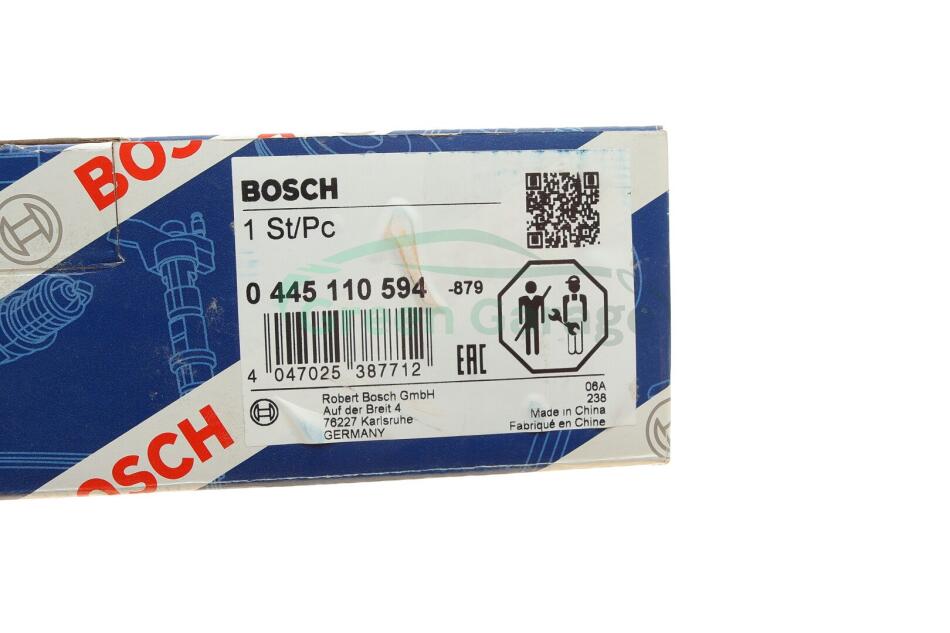 BOSCH
BOSCH
1 St/Pc
0 445 110 594 -879
Green Garage
4 047025 387712
EAC
06A
238
Robert Bosch GmbH
Auf der Breit 4
76227 Karlsruhe
GERMANY
Made in China
Fabriqué en Chine
BOSCH